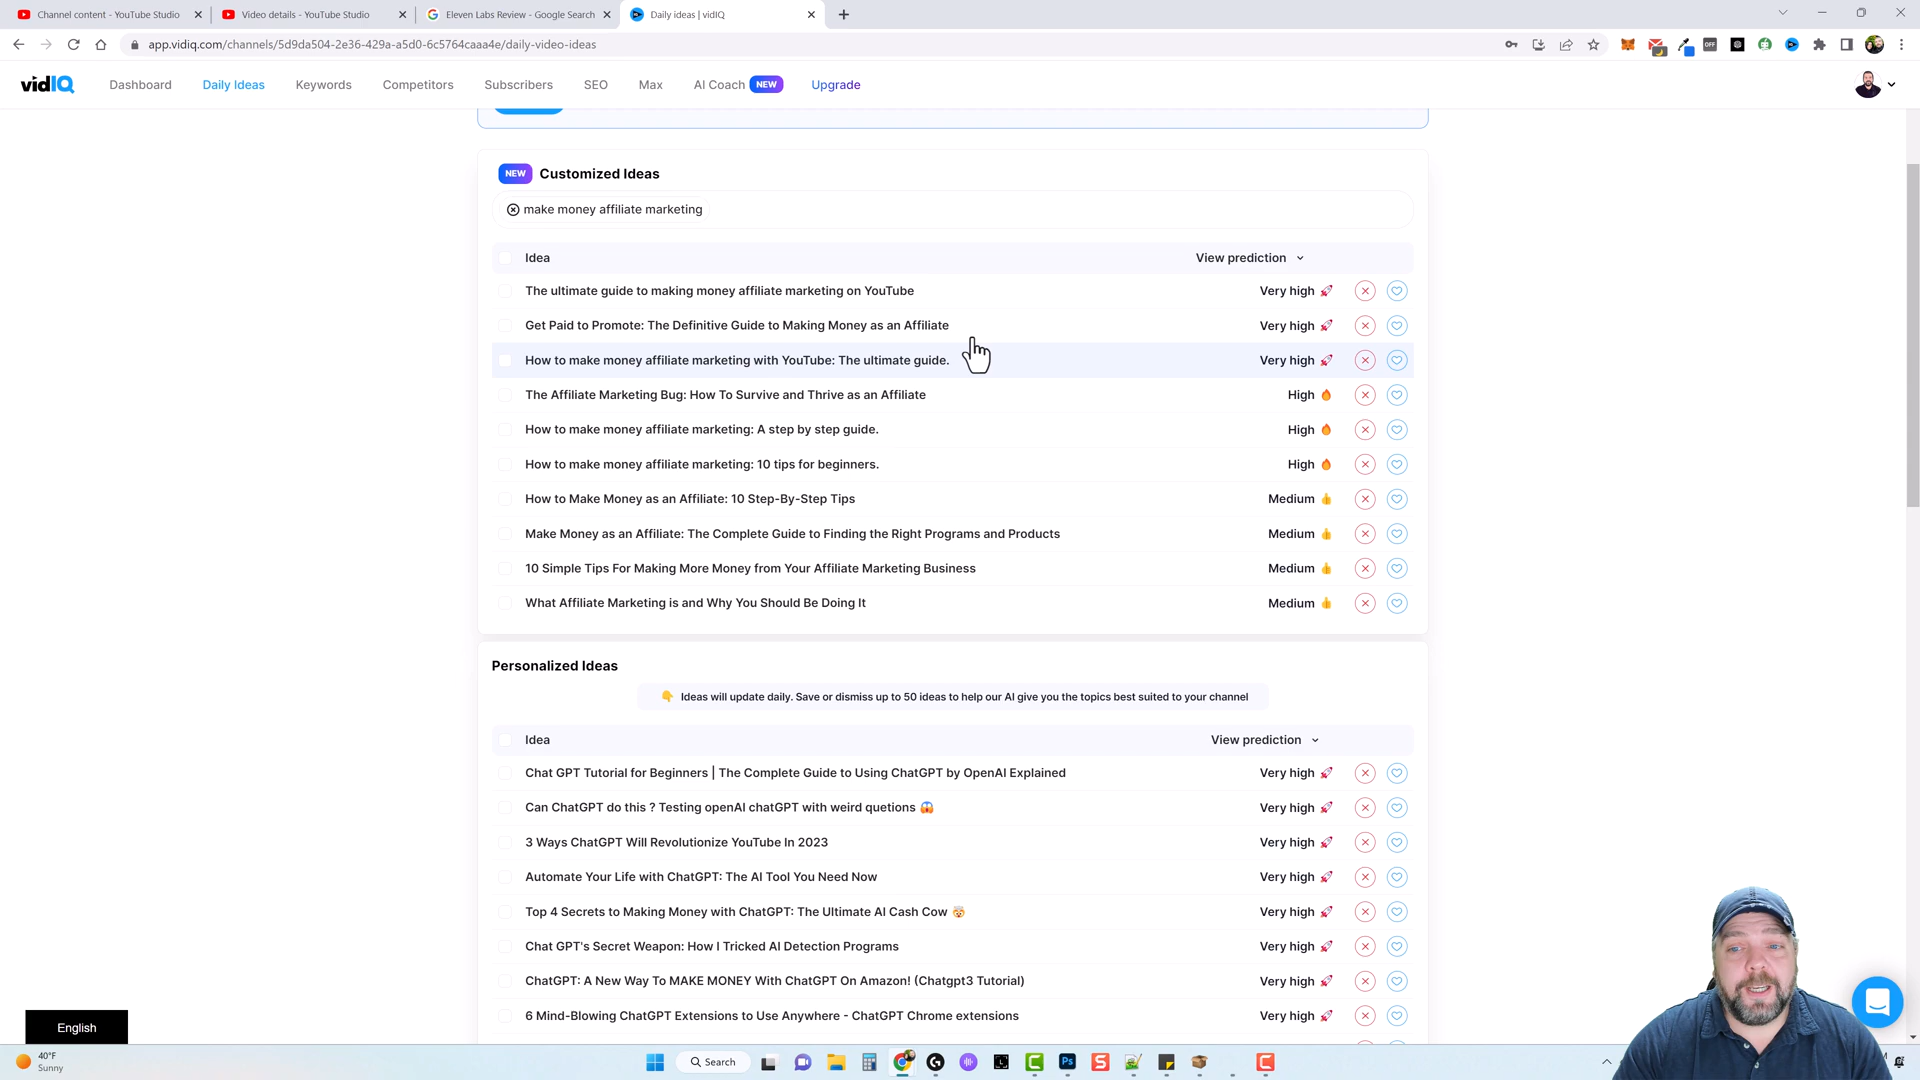 Channel content - YouTube Studio
Video details - YouTube Studio
Eleven Labs Review - Google Search
Daily ideas | vidIQ
app.vidiq.com/channels/5d9da504-2e36-429a-a5d0-6c5764caaa4e/daily-video-ideas
vidIQ
Dashboard
Daily Ideas
Keywords
Competitors
Subscribers
SEO
Max
AI Coach NEW
Upgrade
NEW Customized Ideas
make money affiliate marketing
Idea View prediction
The ultimate guide to making money affiliate marketing on YouTube Very high
Get Paid to Promote: The Definitive Guide to Making Money as an Affiliate Very high
How to make money affiliate marketing with YouTube: The ultimate guide. Very high
The Affiliate Marketing Bug: How To Survive and Thrive as an Affiliate High
How to make money affiliate marketing: A step by step guide. High
How to make money affiliate marketing: 10 tips for beginners. High
How to Make Money as an Affiliate: 10 Step-By-Step Tips Medium
Make Money as an Affiliate: The Complete Guide to Finding the Right Programs and Products Medium
10 Simple Tips For Making More Money from Your Affiliate Marketing Business Medium
What Affiliate Marketing is and Why You Should Be Doing It Medium
Personalized Ideas
Ideas will update daily. Save or dismiss up to 50 ideas to help our AI give you the topics best suited to your channel
Idea View prediction
Chat GPT Tutorial for Beginners | The Complete Guide to Using ChatGPT by OpenAI Explained Very high
Can ChatGPT do this ? Testing openAI chatGPT with weird quetions 😱 Very high
3 Ways ChatGPT Will Revolutionize YouTube In 2023 Very high
Automate Your Life with ChatGPT: The AI Tool You Need Now Very high
Top 4 Secrets to Making Money with ChatGPT: The Ultimate AI Cash Cow 🤯 Very high
Chat GPT's Secret Weapon: How I Tricked AI Detection Programs Very high
ChatGPT: A New Way To MAKE MONEY With ChatGPT On Amazon! (Chatgpt3 Tutorial) Very high
6 Mind-Blowing ChatGPT Extensions to Use Anywhere - ChatGPT Chrome extensions Very high
English
40°F
Sunny
Search